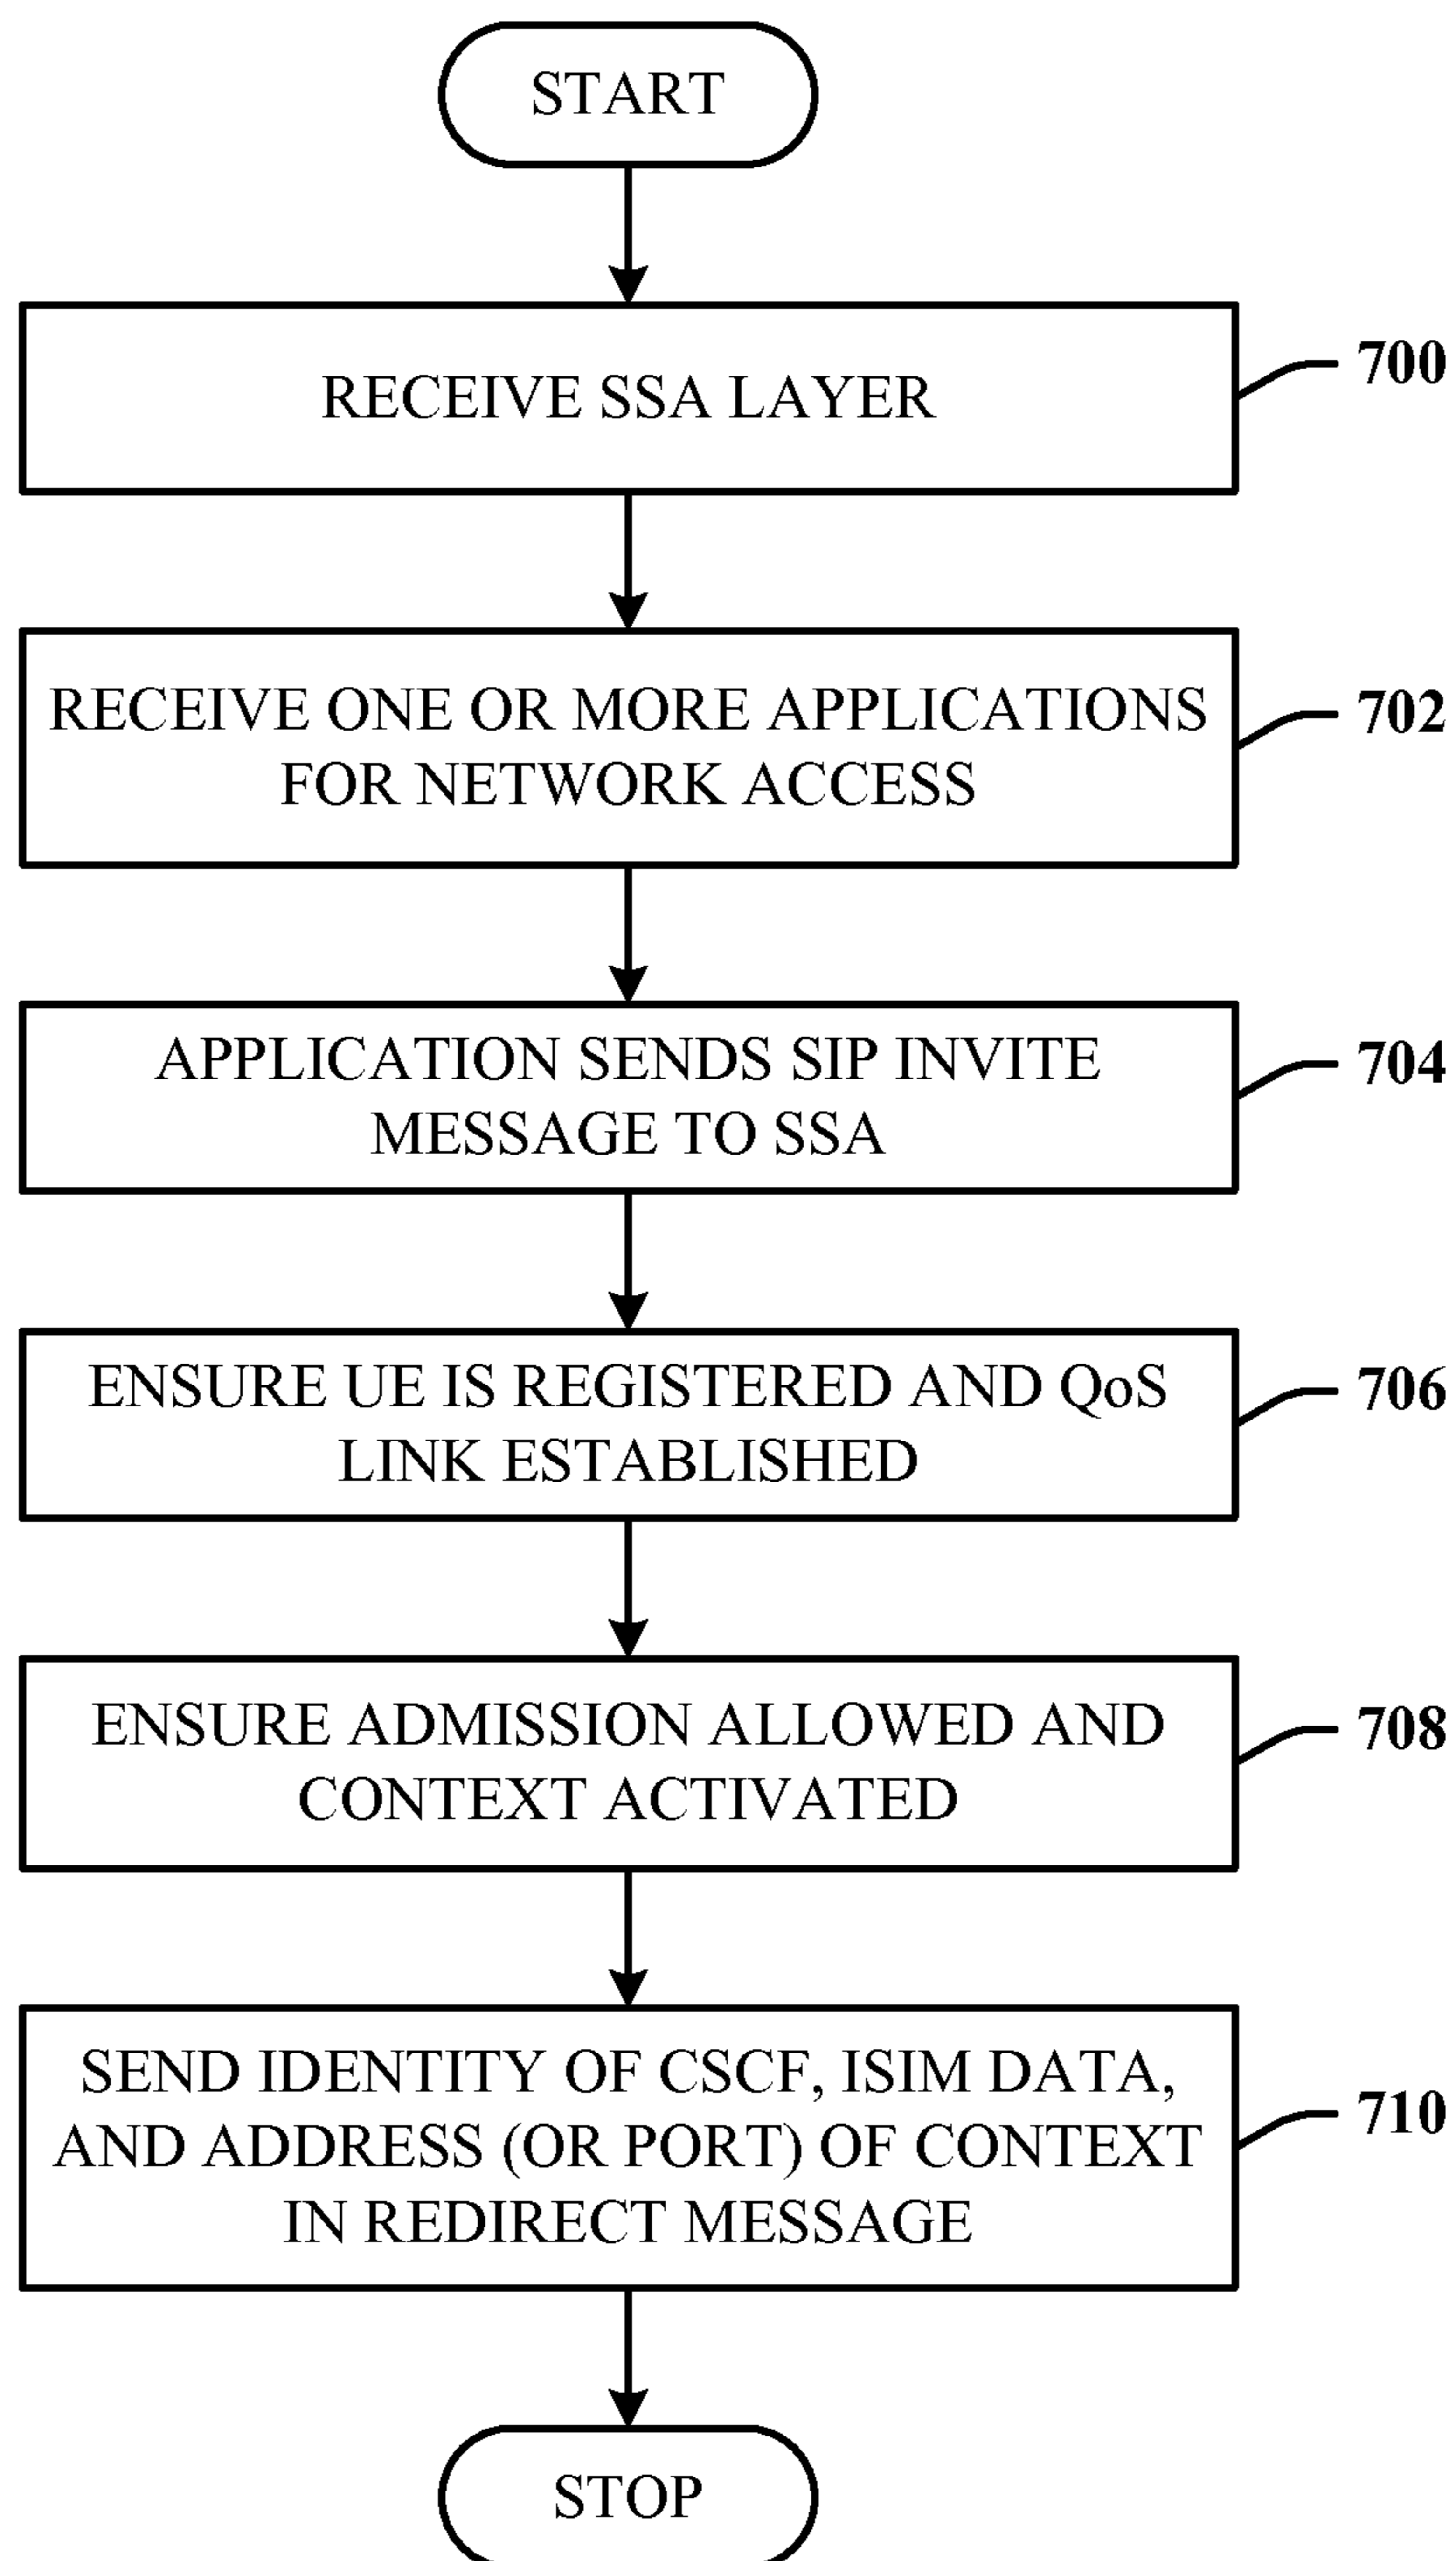 START
RECEIVE SSA LAYER
700
RECEIVE ONE OR MORE APPLICATIONS
FOR NETWORK ACCESS
702
APPLICATION SENDS SIP INVITE
MESSAGE TO SSA
704
ENSURE UE IS REGISTERED AND QoS
LINK ESTABLISHED
706
ENSURE ADMISSION ALLOWED AND
CONTEXT ACTIVATED
708
SEND IDENTITY OF CSCF, ISIM DATA,
AND ADDRESS (OR PORT) OF CONTEXT
IN REDIRECT MESSAGE
710
STOP